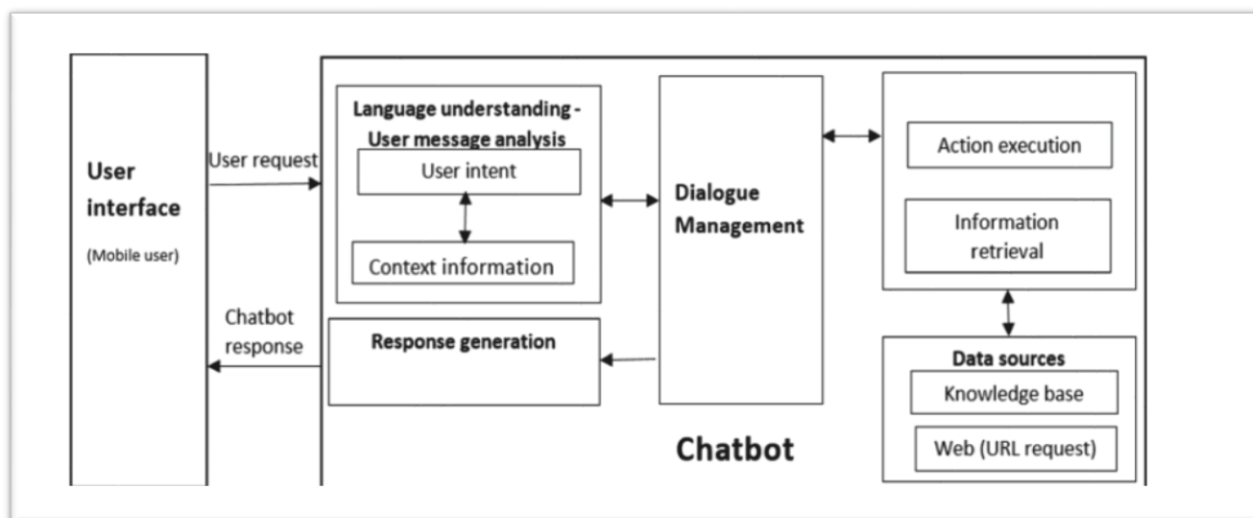 User
interface
(Mobile user)
User request
Chatbot
response
Language understanding -
User message analysis
User intent
Context information
Response generation
Dialogue
Management
Action execution
Information
retrieval
Data sources
Knowledge base
Web (URL request)
Chatbot